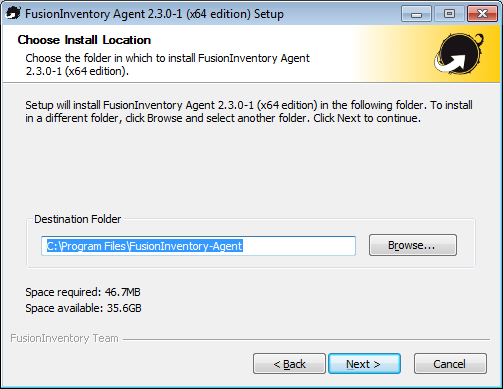 FusionInventory Agent 2.3.0-1 (x64 edition) Setup
Choose Install Location
Choose the folder in which to install FusionInventory Agent
2.3.0-1 (x64 edition).
Setup will install FusionInventory Agent 2.3.0-1 (x64 edition) in the following folder. To install
in a different folder, click Browse and select another folder. Click Next to continue.
Destination Folder
C:\Program Files\FusionInventory-Agent
Browse...
Space required: 46.7MB
Space available: 35.6GB
FusionInventory Team
< Back
Next >
Cancel